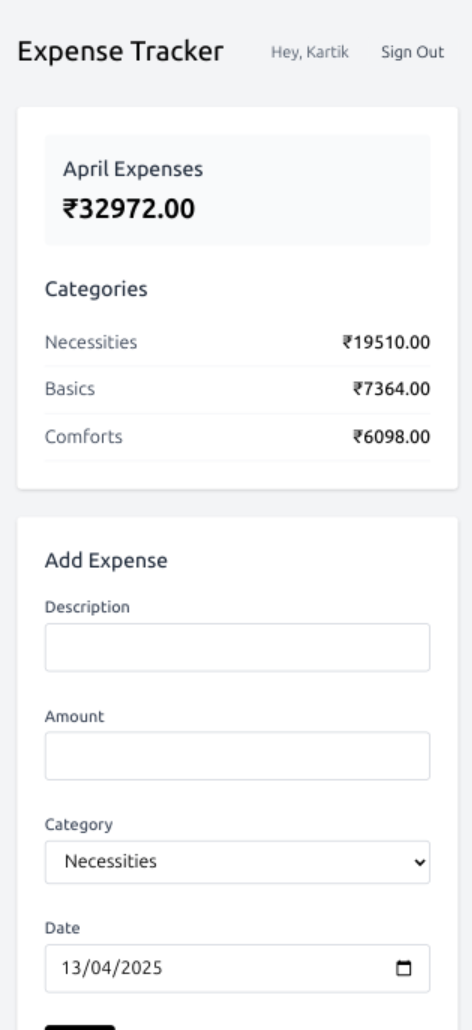 Expense Tracker Hey, Kartik Sign Out
April Expenses
₹32972.00
Categories
Necessities ₹19510.00
Basics ₹7364.00
Comforts ₹6098.00
Add Expense
Description
Amount
Category
Necessities
Date
13/04/2025